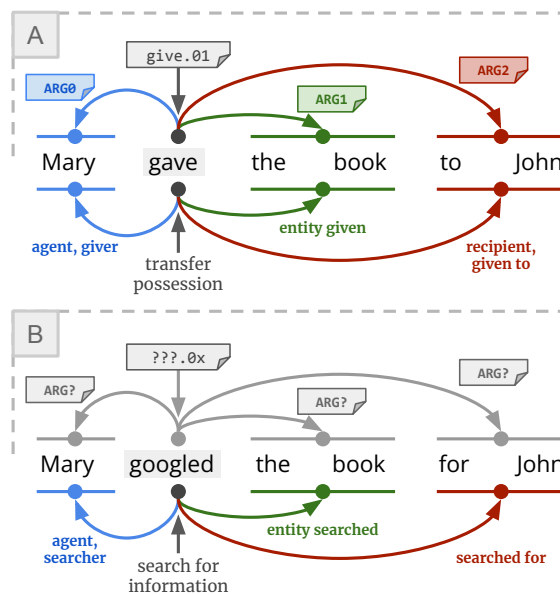 A
give.01
ARG0
ARG2
ARG1
Mary gave the book to John
agent, giver
entity given
recipient,
given to
transfer
possession
B
???.0x
ARG?
ARG?
ARG?
Mary googled the book for John
agent,
searcher
entity searched
searched for
search for
information